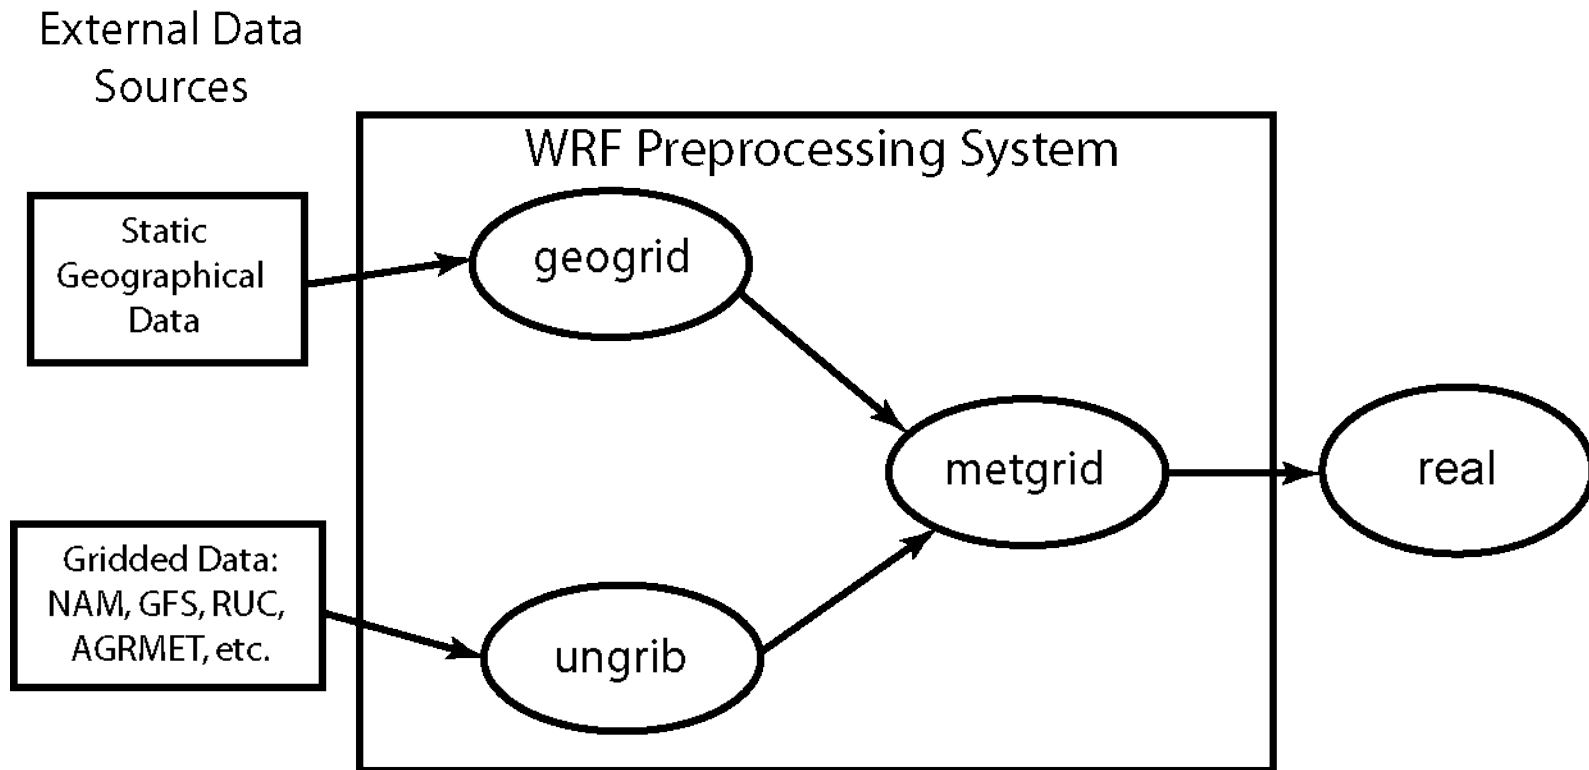 External Data
Sources
WRF Preprocessing System
Static
Geographical
Data
geogrid
metgrid
real
Gridded Data:
NAM, GFS, RUC,
AGRMET, etc.
ungrib